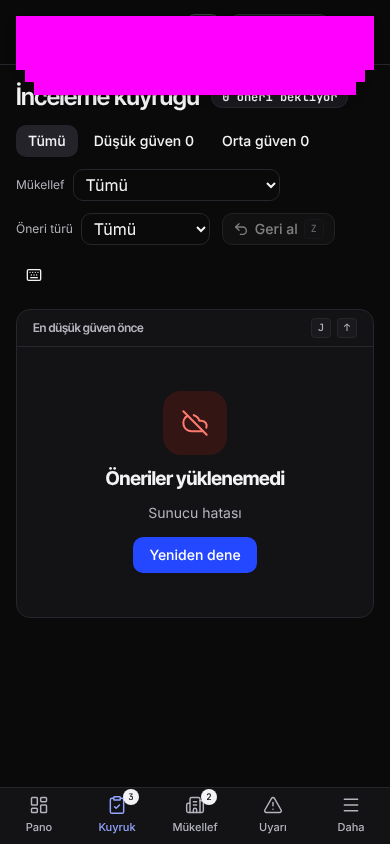 İnceleme kuyruğu 0 öneri bekliyor
Tümü Düşük güven 0 Orta güven 0
Mükellef Tümü
Öneri türü Tümü Geri al Z
En düşük güven önce J ↑
Öneriler yüklenemedi
Sunucu hatası
Yeniden dene
3 2
Pano Kuyruk Mükellef Uyarı Daha